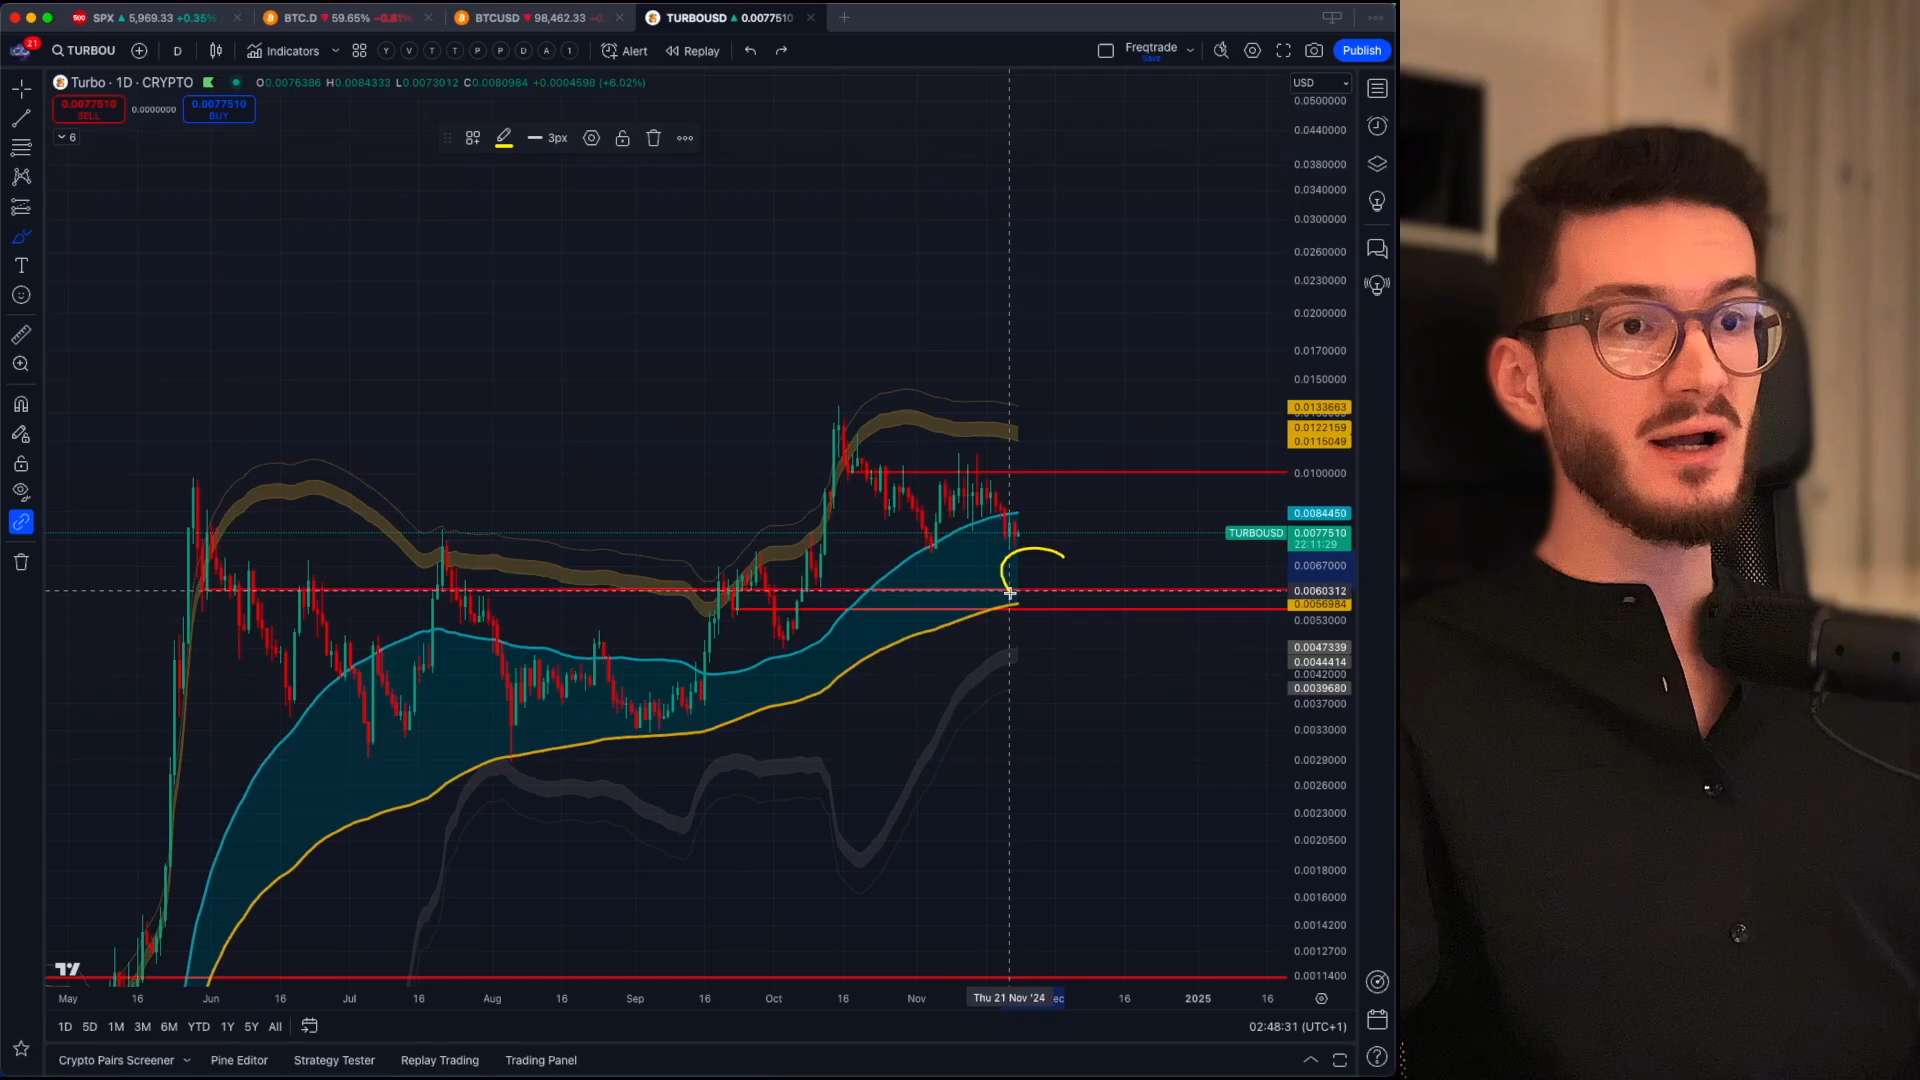 SPX 5,969.33 +0.35%
BTC.D 59.65% −0.81%
BTCUSD 98,462.33
TURBOUSD 0.0077510
21
TURBOU
D
Indicators
Y V T T P P D A 1
Alert
Replay
Freqtrade
Save
Publish
Turbo · 1D · CRYPTO
O0.0076386 H0.0084333 L0.0073012 C0.0080984 +0.0004598 (+6.02%)
0.0077510
SELL
0.0000000
0.0077510
BUY
6
3px
USD
0.0500000
0.0440000
0.0380000
0.0340000
0.0300000
0.0260000
0.0230000
0.0200000
0.0170000
0.0150000
0.0133663
0.0122159
0.0115049
0.0100000
0.0084450
TURBOUSD 0.0077510
22:11:29
0.0067000
0.0060312
0.0056984
0.0053000
0.0047339
0.0044414
0.0042000
0.0039680
0.0037000
0.0033000
0.0029000
0.0026000
0.0023000
0.0020500
0.0018000
0.0016000
0.0014200
0.0012700
0.0011400
May 16 Jun 16 Jul 16 Aug 16 Sep 16 Oct 16 Nov Thu 21 Nov '24 ec 16 2025 16
1D 5D 1M 3M 6M YTD 1Y 5Y All
02:48:31 (UTC+1)
Crypto Pairs Screener
Pine Editor
Strategy Tester
Replay Trading
Trading Panel